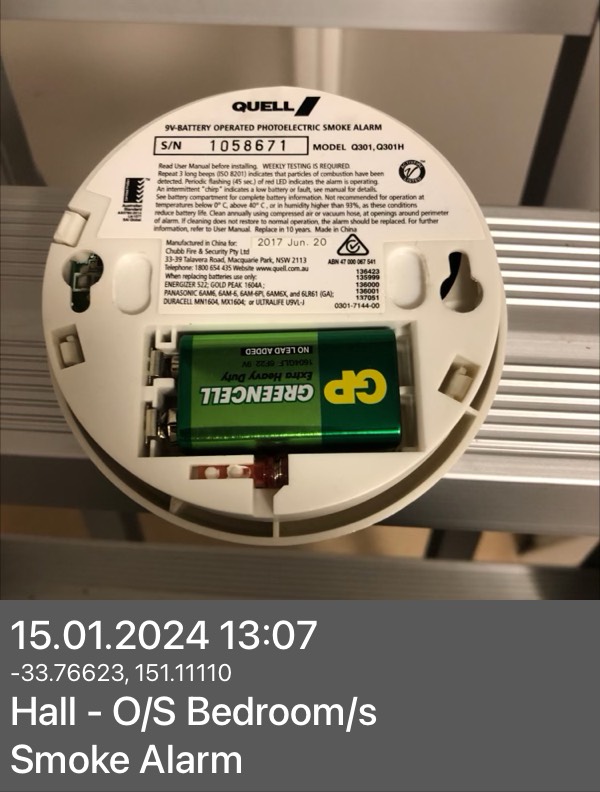 QUELL
9V-BATTERY OPERATED PHOTOELECTRIC SMOKE ALARM
S/N 1058671 MODEL Q301, Q301H
Read User Manual before installing. WEEKLY TESTING IS REQUIRED.
Repeat 3 long beeps (ISO 8201) indicates that particles of combustion have been
detected. Periodic flashing (45 sec.) of red LED indicates the alarm is operating.
An intermittent "chirp" indicates a low battery or fault, see manual for details.
See battery compartment for complete battery information. Not recommended for operation at
temperatures below 0° C, above 40° C, or in humidity higher than 93%, as these conditions
reduce battery life. Clean annually using compressed air or vacuum hose, at openings around perimeter
of alarm. If cleaning does not restore to normal operation, the alarm should be replaced. For further
information, refer to User Manual. Replace in 10 years. Made in China
Australian
Standard
Manufactured in China for: 2017 Jun. 20
Chubb Fire & Security Pty Ltd
33-39 Talavera Road, Macquarie Park, NSW 2113
Telephone: 1800 654 435 Website www.quell.com.au
ABN 47 000 067 541
When replacing batteries use only:
ENERGIZER 522; GOLD PEAK 1604A;
PANASONIC 6AM6, 6AM-6, 6AM-6PI, 6AM6X, and 6LR61 (GA);
DURACELL MN1604, MX1604; or ULTRALIFE U9VL-J
136423
135999
136000
136001
137051
0301-7144-00
GP
GREENCELL
Extra Heavy Duty
1604GLF 6F22 9V
NO LEAD ADDED
15.01.2024 13:07
-33.76623, 151.11110
Hall - O/S Bedroom/s
Smoke Alarm